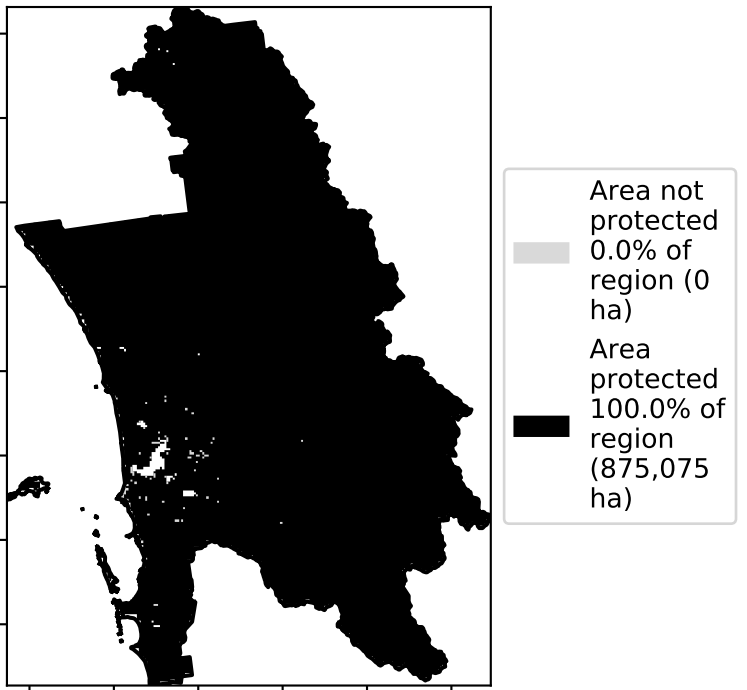 Area not
protected
0.0% of
region (0
ha)
Area
protected
100.0% of
region
(875,075
ha)